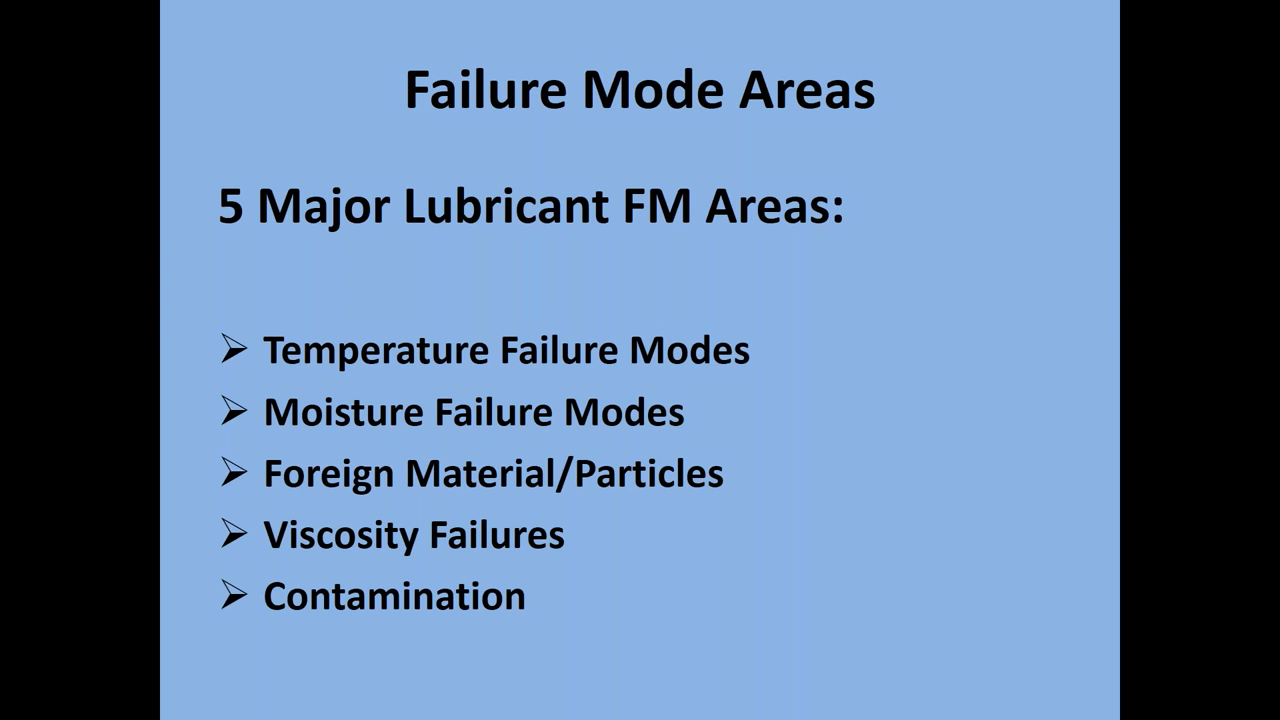 Failure Mode Areas
5 Major Lubricant FM Areas:
➢ Temperature Failure Modes
➢ Moisture Failure Modes
➢ Foreign Material/Particles
➢ Viscosity Failures
➢ Contamination